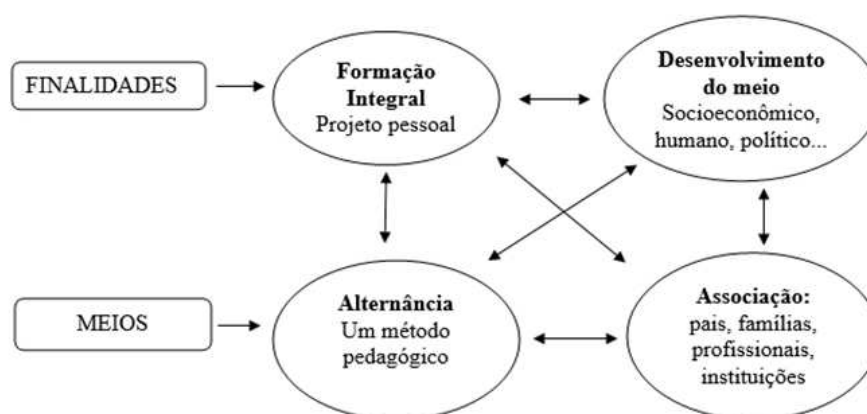 FINALIDADES
Formação
Integral
Projeto pessoal
Desenvolvimento
do meio
Socioeconômico,
humano, político...
MEIOS
Alternância
Um método
pedagógico
Associação:
pais, famílias,
profissionais,
instituições